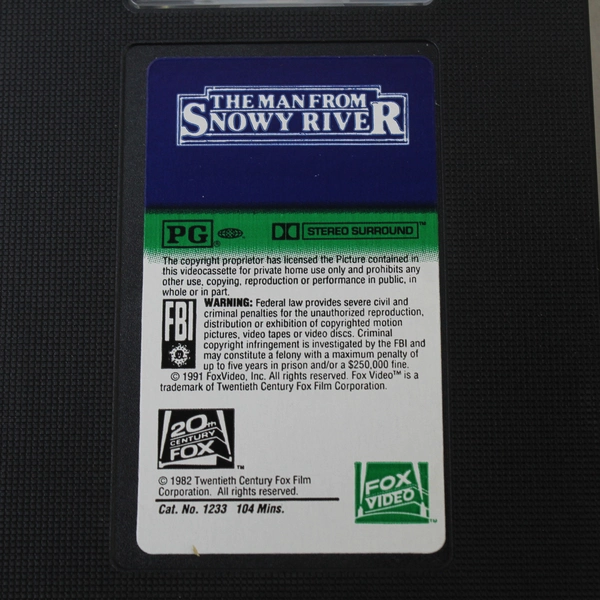 THE MAN FROM
SNOWY RIVER
PG ® STEREO SURROUND™
The copyright proprietor has licensed the Picture contained in
this videocassette for private home use only and prohibits any
other use, copying, reproduction or performance in public, in
whole or in part.
FBI
WARNING: Federal law provides severe civil and
criminal penalties for the unauthorized reproduction,
distribution or exhibition of copyrighted motion
pictures, video tapes or video discs. Criminal
copyright infringement is investigated by the FBI and
may constitute a felony with a maximum penalty of
up to five years in prison and/or a $250,000 fine.
© 1991 FoxVideo, Inc. All rights reserved. Fox Video™ is a
trademark of Twentieth Century Fox Film Corporation.
20th
CENTURY
FOX
™
© 1982 Twentieth Century Fox Film
Corporation. All rights reserved.
Cat. No. 1233 104 Mins.
FOX
VIDEO
™